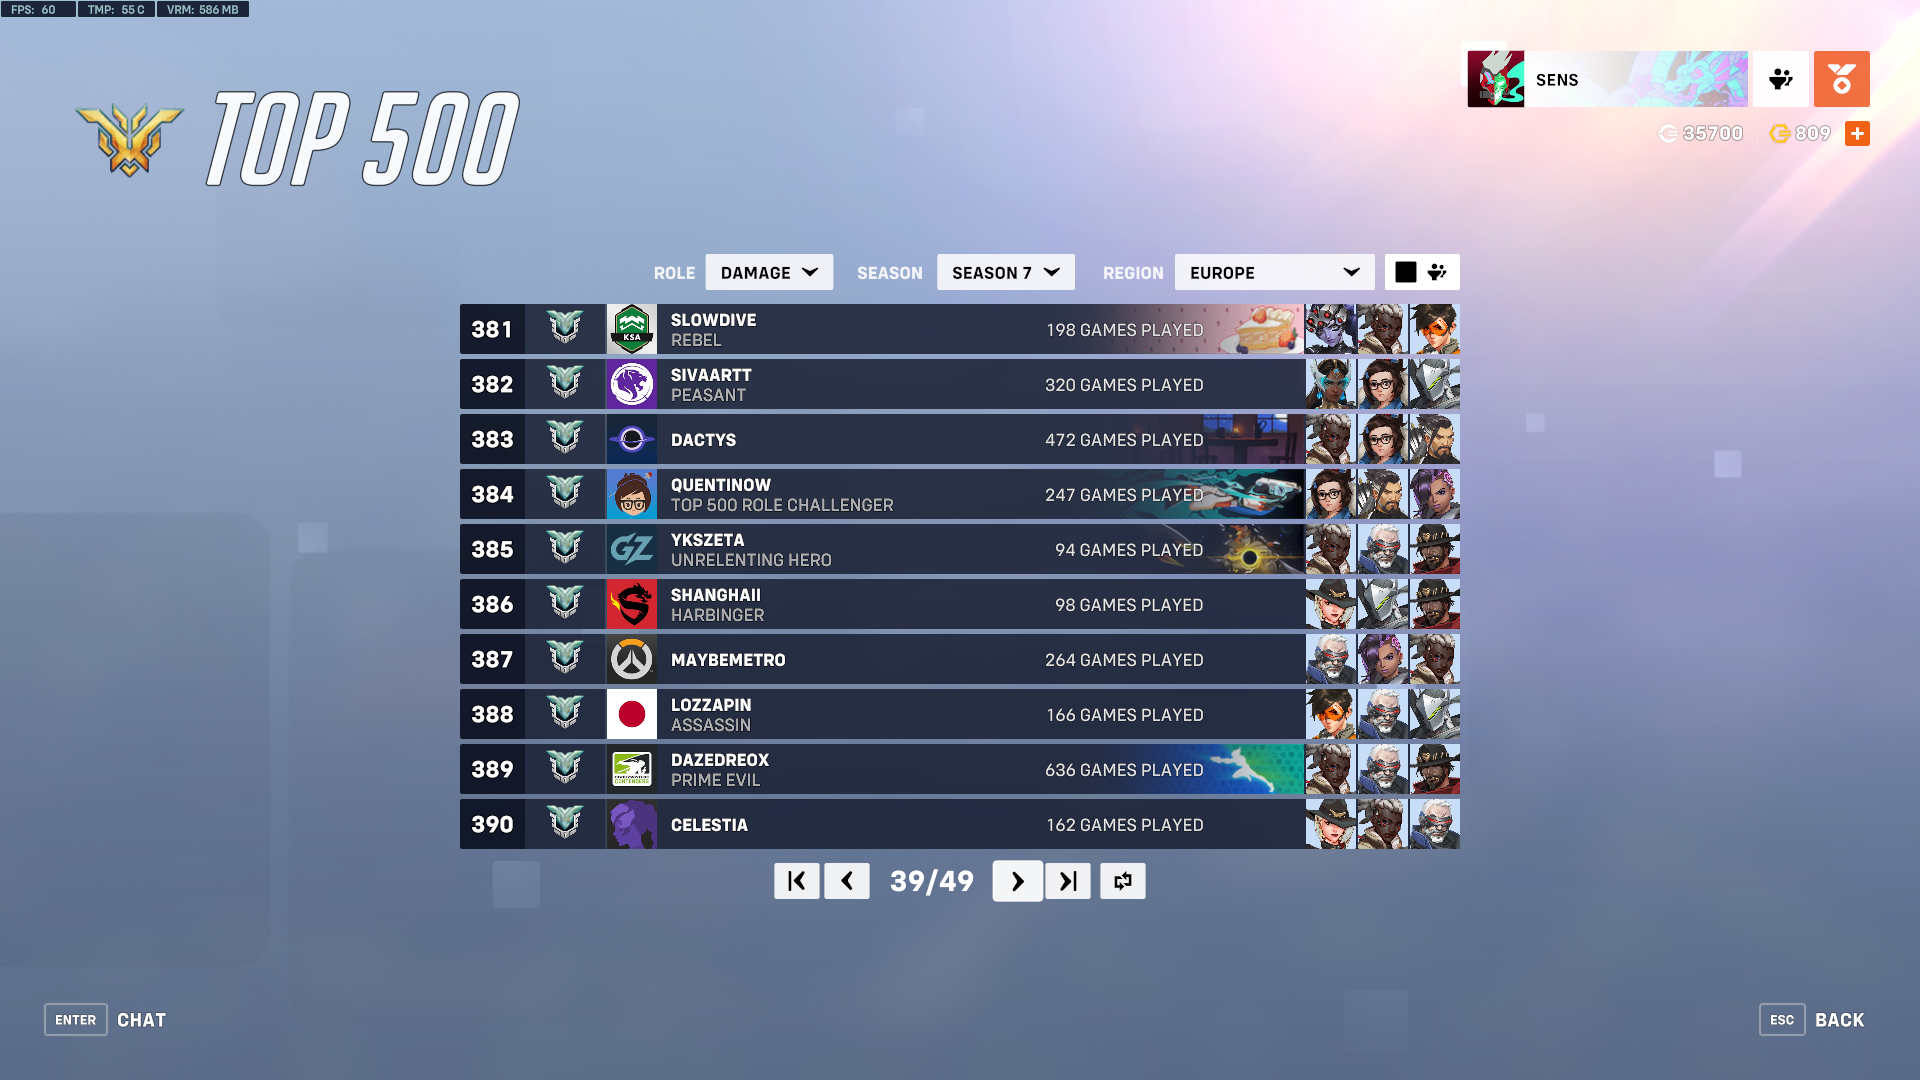 FPS: 60 TMP: 55 C VRM: 586 MB
TOP 500
SENS
35700 809
ROLE DAMAGE SEASON SEASON 7 REGION EUROPE
381 KSA SLOWDIVE REBEL 198 GAMES PLAYED
382 SIVAARTT PEASANT 320 GAMES PLAYED
383 DACTYS 472 GAMES PLAYED
384 QUENTINOW TOP 500 ROLE CHALLENGER 247 GAMES PLAYED
385 GZ YKSZETA UNRELENTING HERO 94 GAMES PLAYED
386 SHANGHAII HARBINGER 98 GAMES PLAYED
387 MAYBEMETRO 264 GAMES PLAYED
388 LOZZAPIN ASSASSIN 166 GAMES PLAYED
389 DAZEDREOX PRIME EVIL 636 GAMES PLAYED
390 CELESTIA 162 GAMES PLAYED
39/49
ENTER CHAT
ESC BACK